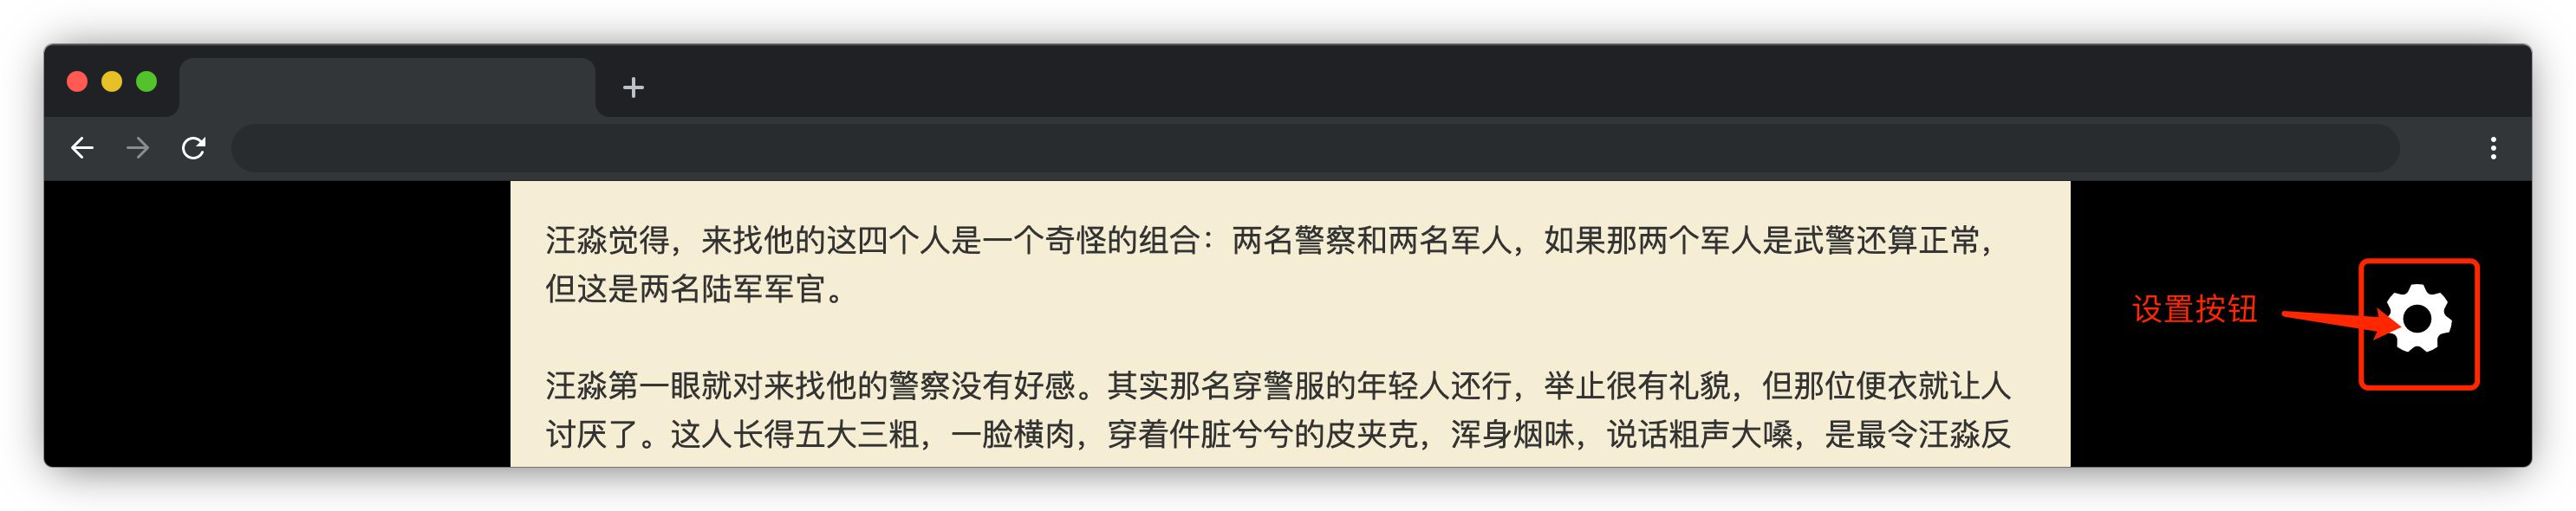 汪淼觉得，来找他的这四个人是一个奇怪的组合：两名警察和两名军人，如果那两个军人是武警还算正常，
但这是两名陆军军官。
设置按钮
汪淼第一眼就对来找他的警察没有好感。其实那名穿警服的年轻人还行，举止很有礼貌，但那位便衣就让人
讨厌了。这人长得五大三粗，一脸横肉，穿着件脏兮兮的皮夹克，浑身烟味，说话粗声大嗓，是最令汪淼反